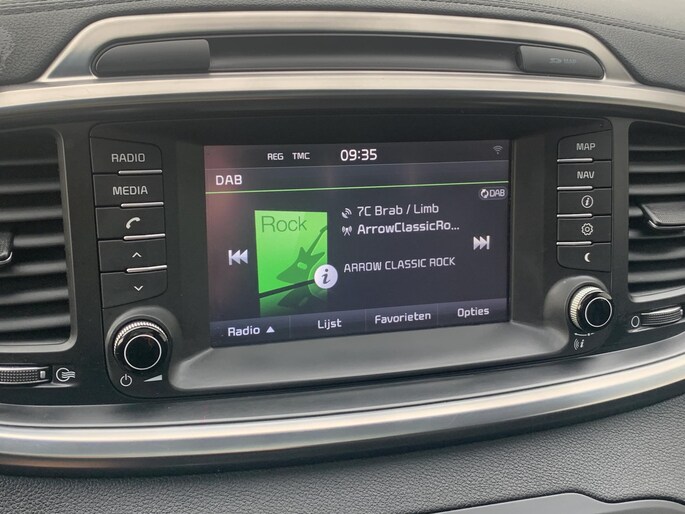 REG TMC 09:35
DAB
DAB
Rock
7C Brab / Limb
ArrowClassicRo...
ARROW CLASSIC ROCK
i
Radio ▲ Lijst Favorieten Opties
RADIO
MEDIA
MAP
NAV
i
i